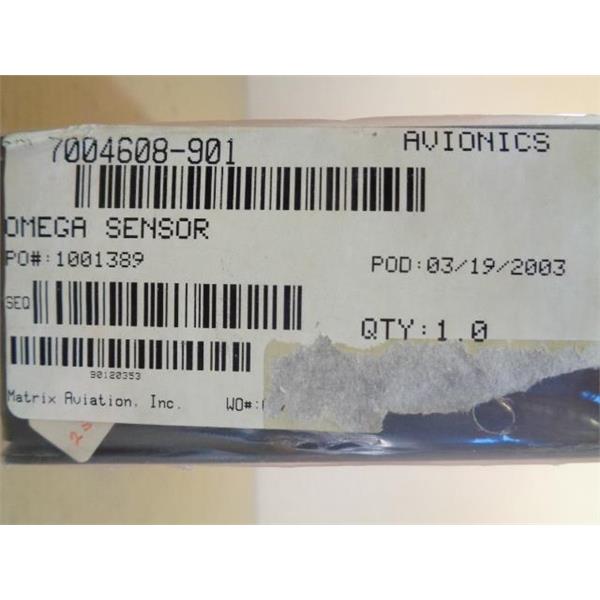 7004608-901 AVIONICS
OMEGA SENSOR
PO#:1001389 POD:03/19/2003
SEQ
QTY:1.0
90120353
Matrix Aviation, Inc. WO#: